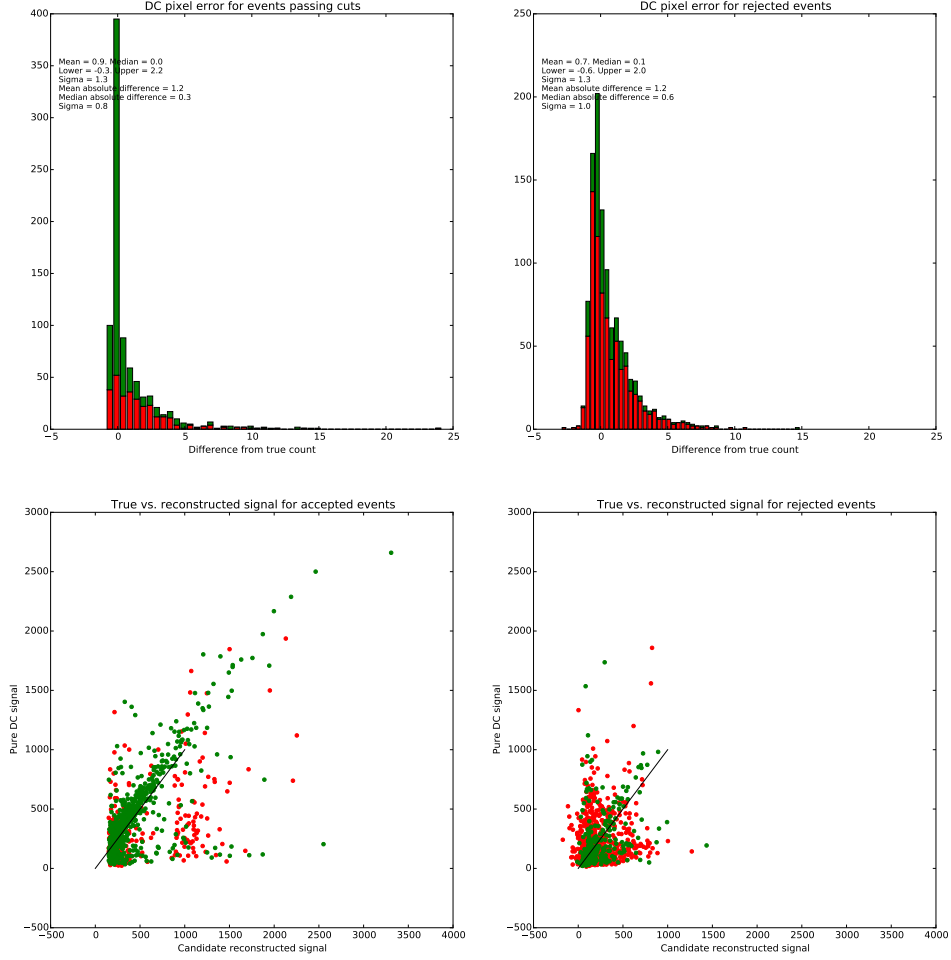 DC pixel error for events passing cuts
400
350
300
250
200
150
100
50
0
Mean = 0.9. Median = 0.0
Lower = -0.3. Upper = 2.2
Sigma = 1.3
Mean absolute difference = 1.2
Median absolute difference = 0.3
Sigma = 0.8
−5 0 5 10 15 20 25
Difference from true count
DC pixel error for rejected events
250
200
150
100
50
0
Mean = 0.7. Median = 0.1
Lower = -0.6. Upper = 2.0
Sigma = 1.3
Mean absolute difference = 1.2
Median absolute difference = 0.6
Sigma = 1.0
−5 0 5 10 15 20 25
Difference from true count
True vs. reconstructed signal for accepted events
Pure DC signal
3000
2500
2000
1500
1000
500
0
−500
−500 0 500 1000 1500 2000 2500 3000 3500 4000
Candidate reconstructed signal
True vs. reconstructed signal for rejected events
Pure DC signal
3000
2500
2000
1500
1000
500
0
−500
−500 0 500 1000 1500 2000 2500 3000 3500 4000
Candidate reconstructed signal